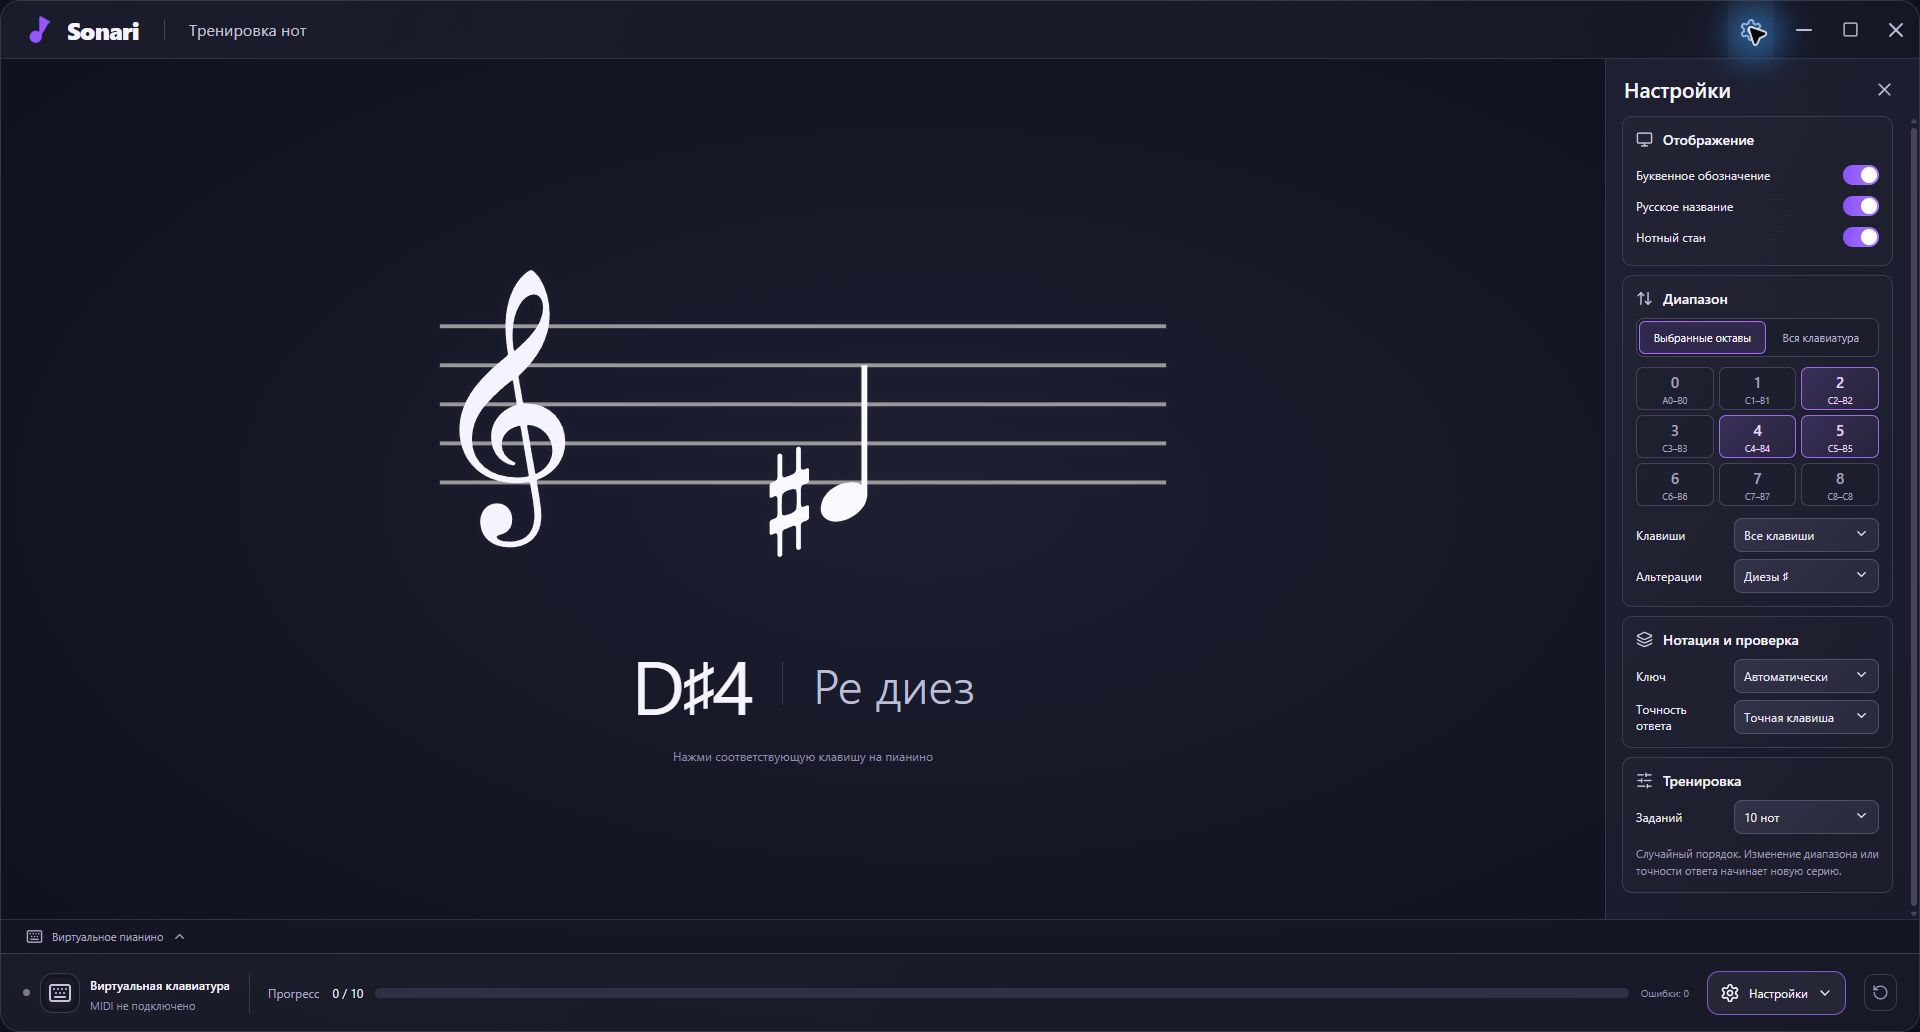 Sonari
Тренировка нот
Настройки
Отображение
Буквенное обозначение
Русское название
Нотный стан
Диапазон
Выбранные октавы
Вся клавиатура
0
A0–B0
1
C1–B1
2
C2–B2
3
C3–B3
4
C4–B4
5
C5–B5
6
C6–B6
7
C7–B7
8
C8–C8
Клавиши
Все клавиши
Альтерации
Диезы ♯
Нотация и проверка
Ключ
Автоматически
Точность
ответа
Точная клавиша
Тренировка
Заданий
10 нот
Случайный порядок. Изменение диапазона или
точности ответа начинает новую серию.
D♯4
Ре диез
Нажми соответствующую клавишу на пианино
Виртуальное пианино
Виртуальная клавиатура
MIDI не подключено
Прогресс
0 / 10
Ошибки: 0
Настройки